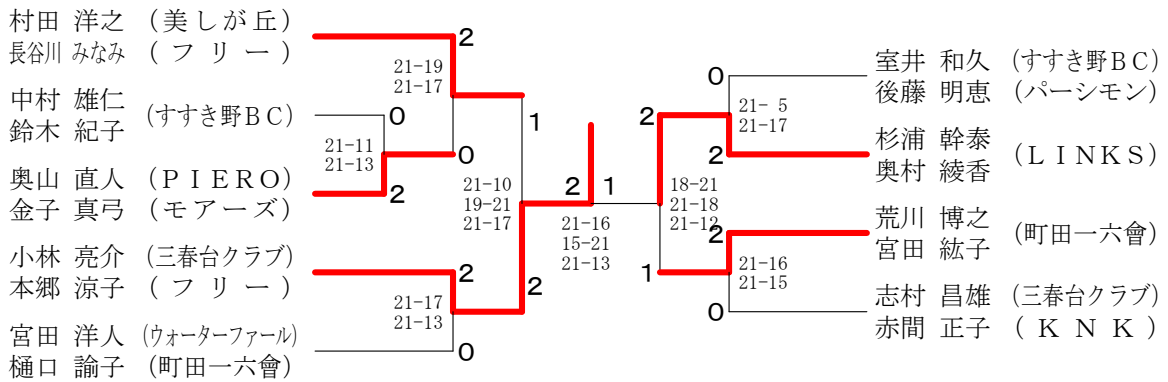 村田 洋之 (美しが丘)
長谷川 みなみ (フリー)
中村 雄仁
鈴木 紀子
(すすき野BC)
奥山 直人 (PIERO)
金子 真弓 (モアーズ)
小林 亮介 (三春台クラブ)
本郷 涼子 (フリー)
宮田 洋人 (ウォーターファール)
樋口 諭子 (町田一六會)
2
21-19
21-17
0
21-11
21-13
0
2
1
21-10
19-21
21-17
2
21-17
21-13
2
0
2
1
21-16
15-21
21-13
2
18-21
21-18
21-12
1
0
21- 5
21-17
2
2
21-16
21-15
0
室井 和久 (すすき野BC)
後藤 明恵 (パーシモン)
杉浦 幹泰
奥村 綾香
(LINKS)
荒川 博之
宮田 紘子
(町田一六會)
志村 昌雄 (三春台クラブ)
赤間 正子 (KNK)